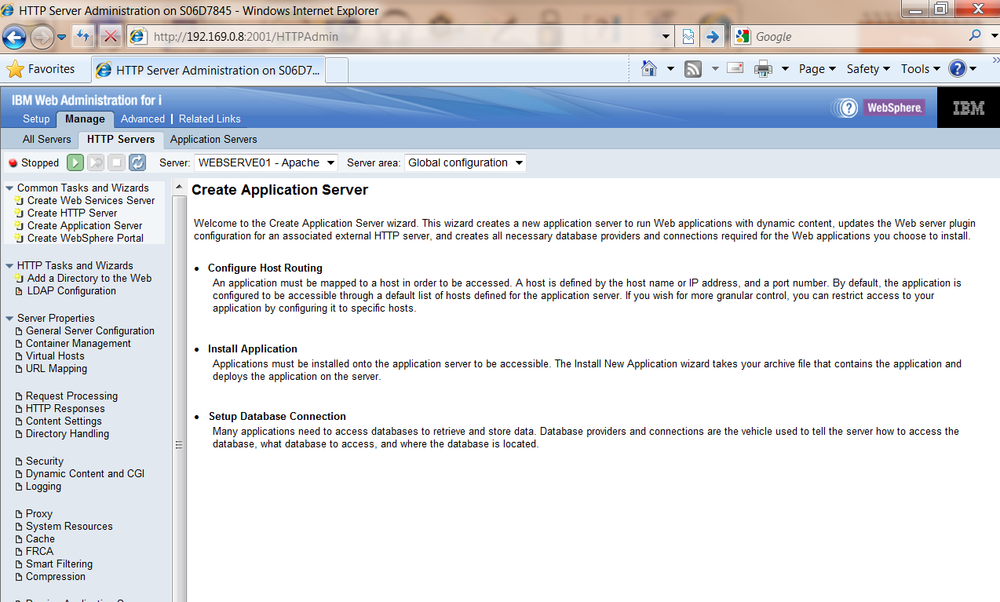 HTTP Server Administration on S06D7845 - Windows Internet Explorer
http://192.169.0.8:2001/HTTPAdmin
Google
Favorites
HTTP Server Administration on S06D7...
Page Safety Tools
IBM Web Administration for i
WebSphere.
IBM
Setup Manage Advanced | Related Links
All Servers HTTP Servers Application Servers
Stopped Server: WEBSERVE01 - Apache Server area: Global configuration
Common Tasks and Wizards
Create Web Services Server
Create HTTP Server
Create Application Server
Create WebSphere Portal
HTTP Tasks and Wizards
Add a Directory to the Web
LDAP Configuration
Server Properties
General Server Configuration
Container Management
Virtual Hosts
URL Mapping
Request Processing
HTTP Responses
Content Settings
Directory Handling
Security
Dynamic Content and CGI
Logging
Proxy
System Resources
Cache
FRCA
Smart Filtering
Compression
Create Application Server
Welcome to the Create Application Server wizard. This wizard creates a new application server to run Web applications with dynamic content, updates the Web server plugin
configuration for an associated external HTTP server, and creates all necessary database providers and connections required for the Web applications you choose to install.
• Configure Host Routing
An application must be mapped to a host in order to be accessed. A host is defined by the host name or IP address, and a port number. By default, the application is
configured to be accessible through a default list of hosts defined for the application server. If you wish for more granular control, you can restrict access to your
application by configuring it to specific hosts.
• Install Application
Applications must be installed onto the application server to be accessible. The Install New Application wizard takes your archive file that contains the application and
deploys the application on the server.
• Setup Database Connection
Many applications need to access databases to retrieve and store data. Database providers and connections are the vehicle used to tell the server how to access the
database, what database to access, and where the database is located.